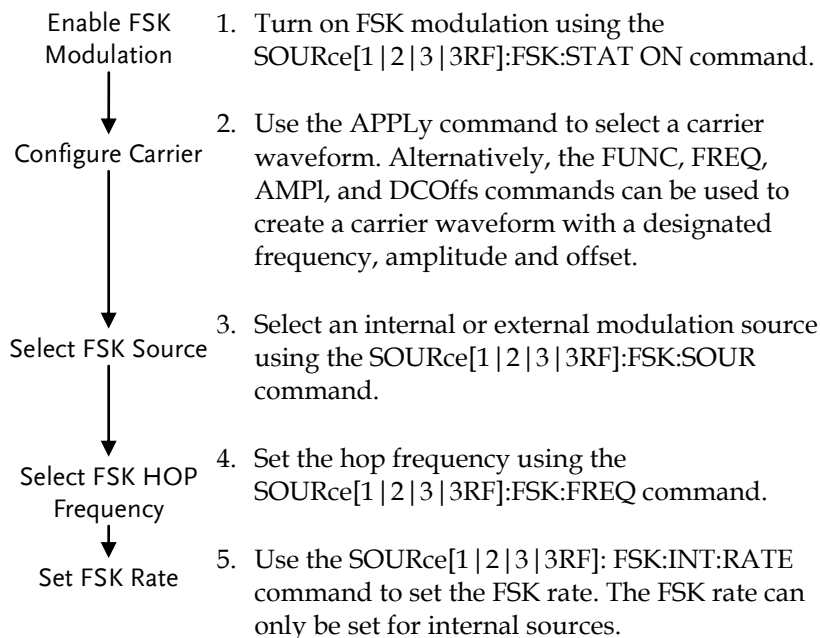 Enable FSK
Modulation
1. Turn on FSK modulation using the
SOURce[1|2|3|3RF]:FSK:STAT ON command.
Configure Carrier
2. Use the APPLy command to select a carrier
waveform. Alternatively, the FUNC, FREQ,
AMPl, and DCOffs commands can be used to
create a carrier waveform with a designated
frequency, amplitude and offset.
Select FSK Source
3. Select an internal or external modulation source
using the SOURce[1|2|3|3RF]:FSK:SOUR
command.
Select FSK HOP
Frequency
4. Set the hop frequency using the
SOURce[1|2|3|3RF]:FSK:FREQ command.
Set FSK Rate
5. Use the SOURce[1|2|3|3RF]: FSK:INT:RATE
command to set the FSK rate. The FSK rate can
only be set for internal sources.